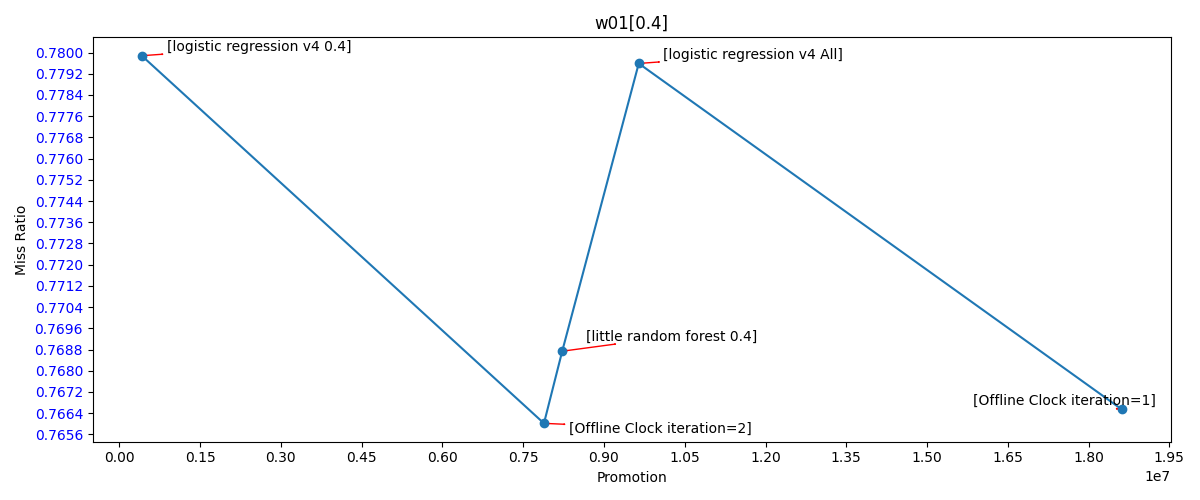 w01[0.4]
[logistic regression v4 0.4]
[logistic regression v4 All]
[little random forest 0.4]
[Offline Clock iteration=1]
[Offline Clock iteration=2]
Miss Ratio
0.7800
0.7792
0.7784
0.7776
0.7768
0.7760
0.7752
0.7744
0.7736
0.7728
0.7720
0.7712
0.7704
0.7696
0.7688
0.7680
0.7672
0.7664
0.7656
0.00 0.15 0.30 0.45 0.60 0.75 0.90 1.05 1.20 1.35 1.50 1.65 1.80 1.95
1e7
Promotion